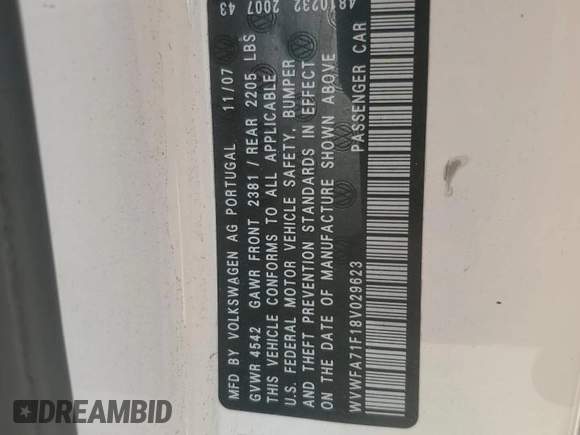 MFD BY VOLKSWAGEN AG PORTUGAL 11/07
GVWR 4542 GAWR FRONT 2381 / REAR 2205 LBS
THIS VEHICLE CONFORMS TO ALL APPLICABLE
U.S. FEDERAL MOTOR VEHICLE SAFETY, BUMPER
AND THEFT PREVENTION STANDARDS IN EFFECT
ON THE DATE OF MANUFACTURE SHOWN ABOVE
WVWFA71F18V029623 PASSENGER CAR
43
2007
4810232
DREAMBID